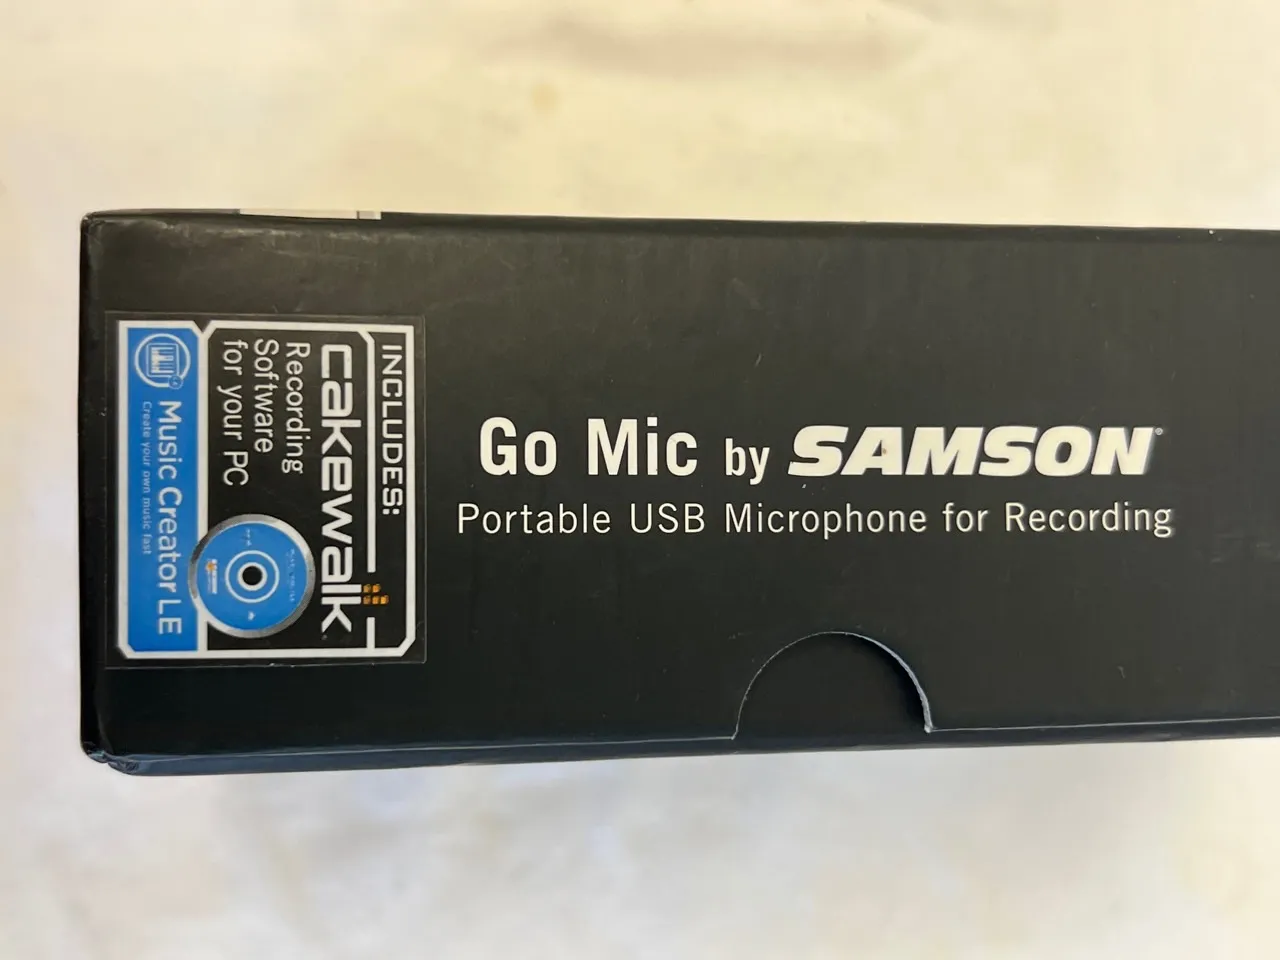 Go Mic by SAMSON®
Portable USB Microphone for Recording
INCLUDES:
cakewalk
Recording
Software
for your PC
Music Creator LE
Create your own music fast